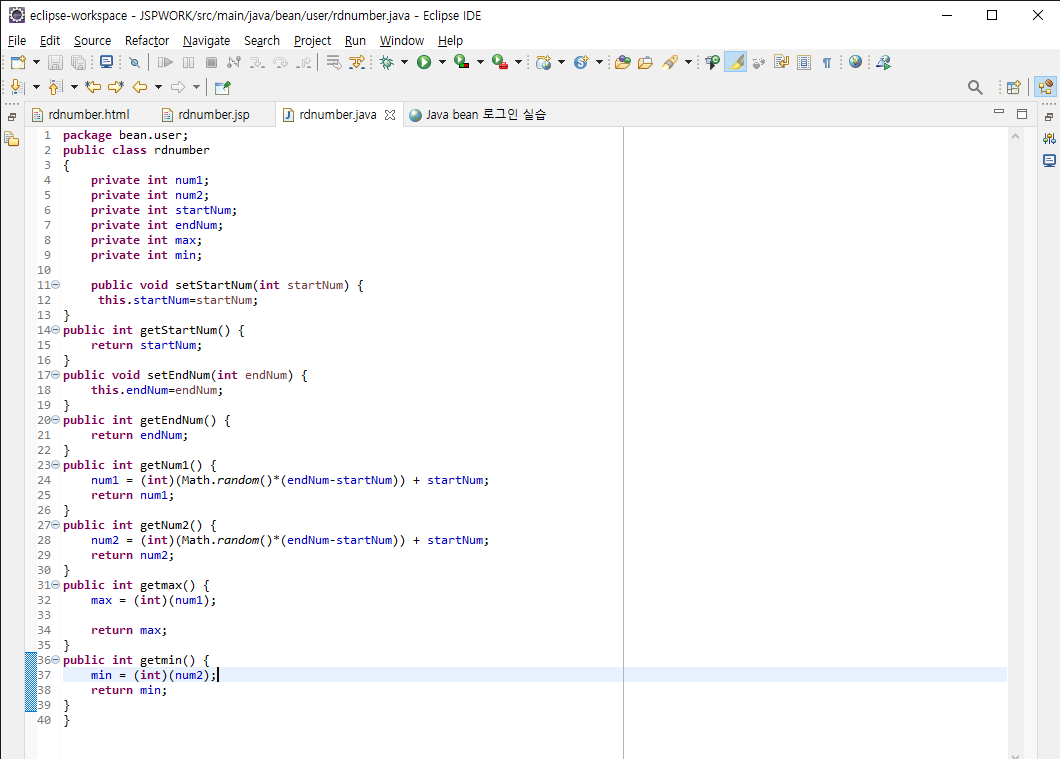 eclipse-workspace - JSPWORK/src/main/java/bean/user/rdnumber.java - Eclipse IDE
File Edit Source Refactor Navigate Search Project Run Window Help
rdnumber.html rdnumber.jsp rdnumber.java Java bean 로그인 실습
1 package bean.user;
2 public class rdnumber
3 {
4     private int num1;
5     private int num2;
6     private int startNum;
7     private int endNum;
8     private int max;
9     private int min;
10
11     public void setStartNum(int startNum) {
12      this.startNum=startNum;
13 }
14 public int getStartNum() {
15     return startNum;
16 }
17 public void setEndNum(int endNum) {
18     this.endNum=endNum;
19 }
20 public int getEndNum() {
21     return endNum;
22 }
23 public int getNum1() {
24     num1 = (int)(Math.random()*(endNum-startNum)) + startNum;
25     return num1;
26 }
27 public int getNum2() {
28     num2 = (int)(Math.random()*(endNum-startNum)) + startNum;
29     return num2;
30 }
31 public int getmax() {
32     max = (int)(num1);
33
34     return max;
35 }
36 public int getmin() {
37     min = (int)(num2);
38     return min;
39 }
40 }